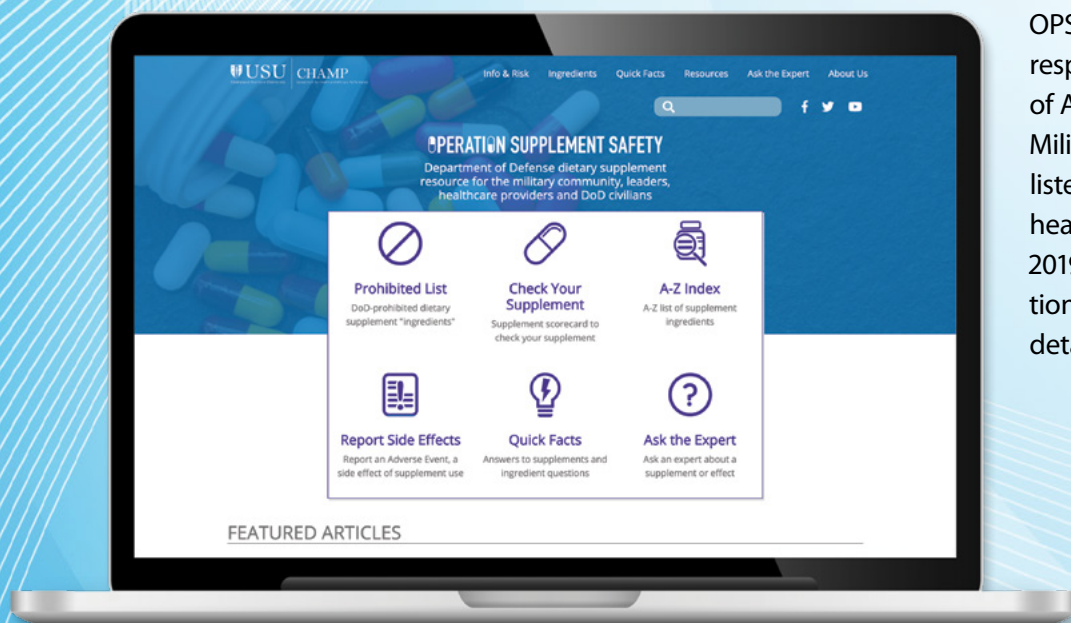 USU CHAMP
Info & Risk Ingredients Quick Facts Resources Ask the Expert About Us
OPERATION SUPPLEMENT SAFETY
Department of Defense dietary supplement
resource for the military community, leaders,
healthcare providers and DoD civilians
Prohibited List
DoD-prohibited dietary
supplement "ingredients"
Check Your
Supplement
Supplement scorecard to
check your supplement
A-Z Index
A-Z list of supplement
ingredients
Report Side Effects
Report an Adverse Event, a
side effect of supplement use
Quick Facts
Answers to supplements and
ingredient questions
Ask the Expert
Ask an expert about a
supplement or effect
FEATURED ARTICLES
OPS
resp
of A
Mili
liste
hea
2019
tion
deta